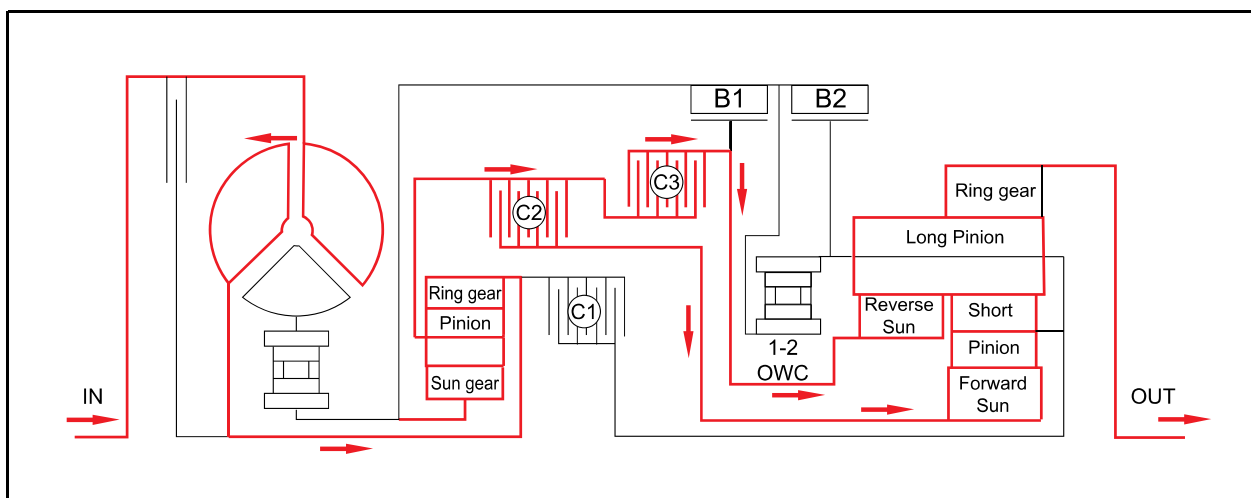 B1
B2
C3
Ring gear
C2
Long Pinion
Ring gear
C1
Reverse
Sun
Short
Pinion
1-2
OWC
Pinion
Sun gear
Forward
Sun
IN
OUT